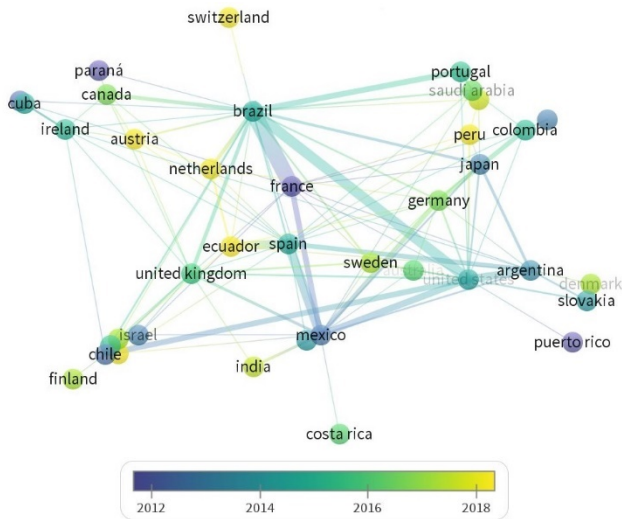 switzerland
paraná
portugal
canada
saudi arabia
cuba
brazil
ireland
austria
peru
colombia
netherlands
japan
france
germany
ecuador
spain
united kingdom
sweden
argentina
united states
denmark
slovakia
israel
mexico
chile
puerto rico
finland
india
costa rica
2012 2014 2016 2018